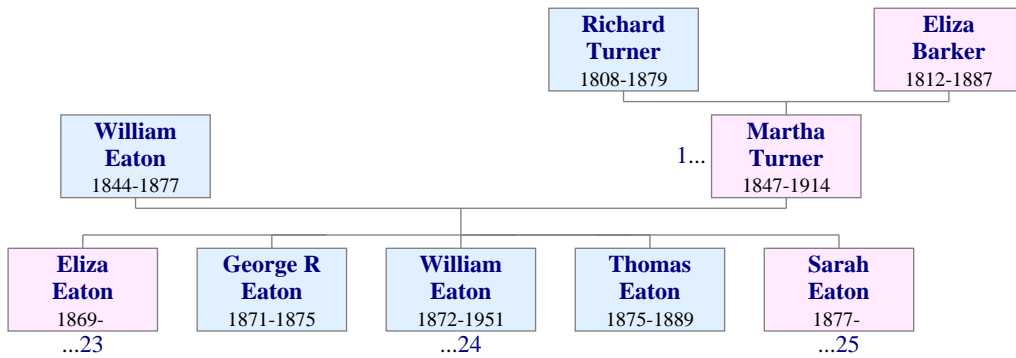 Richard
Turner
1808-1879
Eliza
Barker
1812-1887
William
Eaton
1844-1877
1...
Martha
Turner
1847-1914
Eliza
Eaton
1869-
...23
George R
Eaton
1871-1875
William
Eaton
1872-1951
...24
Thomas
Eaton
1875-1889
Sarah
Eaton
1877-
...25